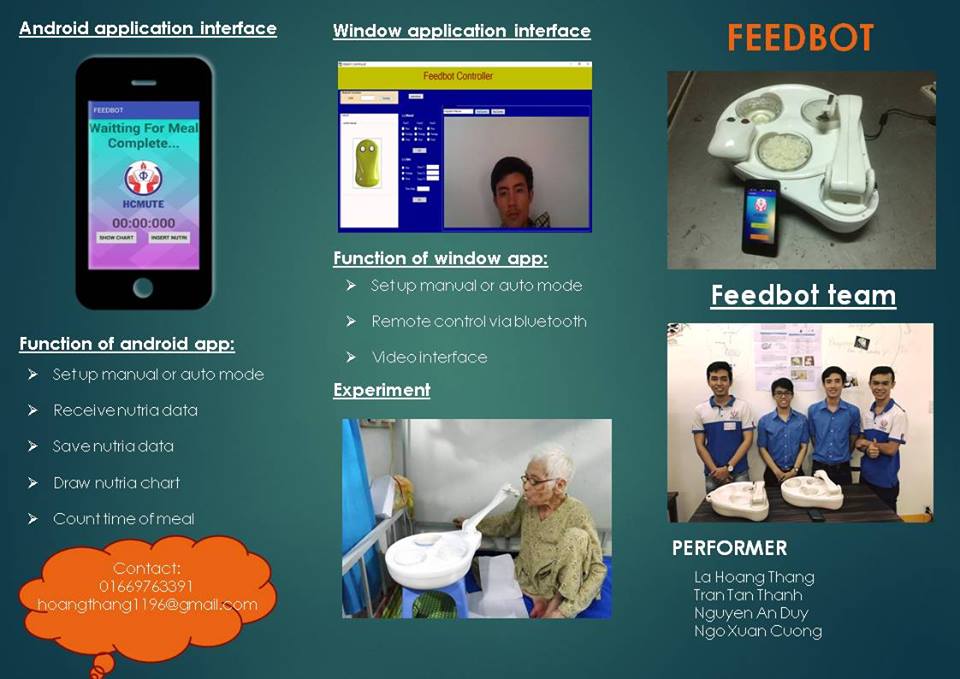 Android application interface
FEEDBOT
Waitting For Meal
Complete...
HCMUTE
00:00:000
SHOW CHART INSERT NUTRI
Function of android app:
➢ Set up manual or auto mode
➢ Receive nutria data
➢ Save nutria data
➢ Draw nutria chart
➢ Count time of meal
Contact:
01669763391
hoangthang1196@gmail.com
Window application interface
Feedbot Controller
Function of window app:
➢ Set up manual or auto mode
➢ Remote control via bluetooth
➢ Video interface
Experiment
FEEDBOT
Feedbot team
PERFORMER
La Hoang Thang
Tran Tan Thanh
Nguyen An Duy
Ngo Xuan Cuong